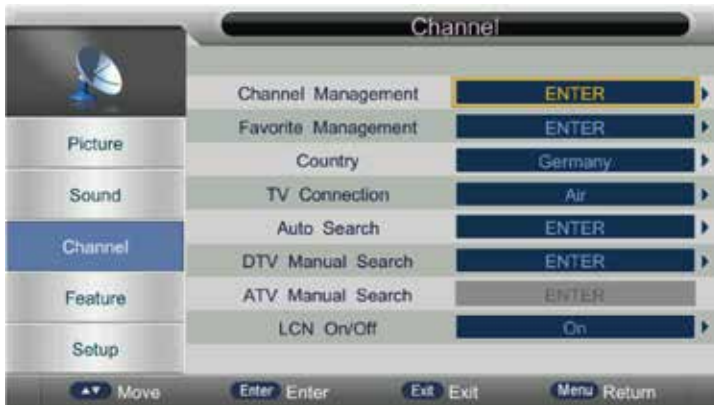 Channel
Channel Management ENTER
Favorite Management ENTER
Country Germany
TV Connection Air
Auto Search ENTER
DTV Manual Search ENTER
ATV Manual Search ENTER
LCN On/Off On
Picture
Sound
Channel
Feature
Setup
Move Enter Enter Exit Exit Menu Return